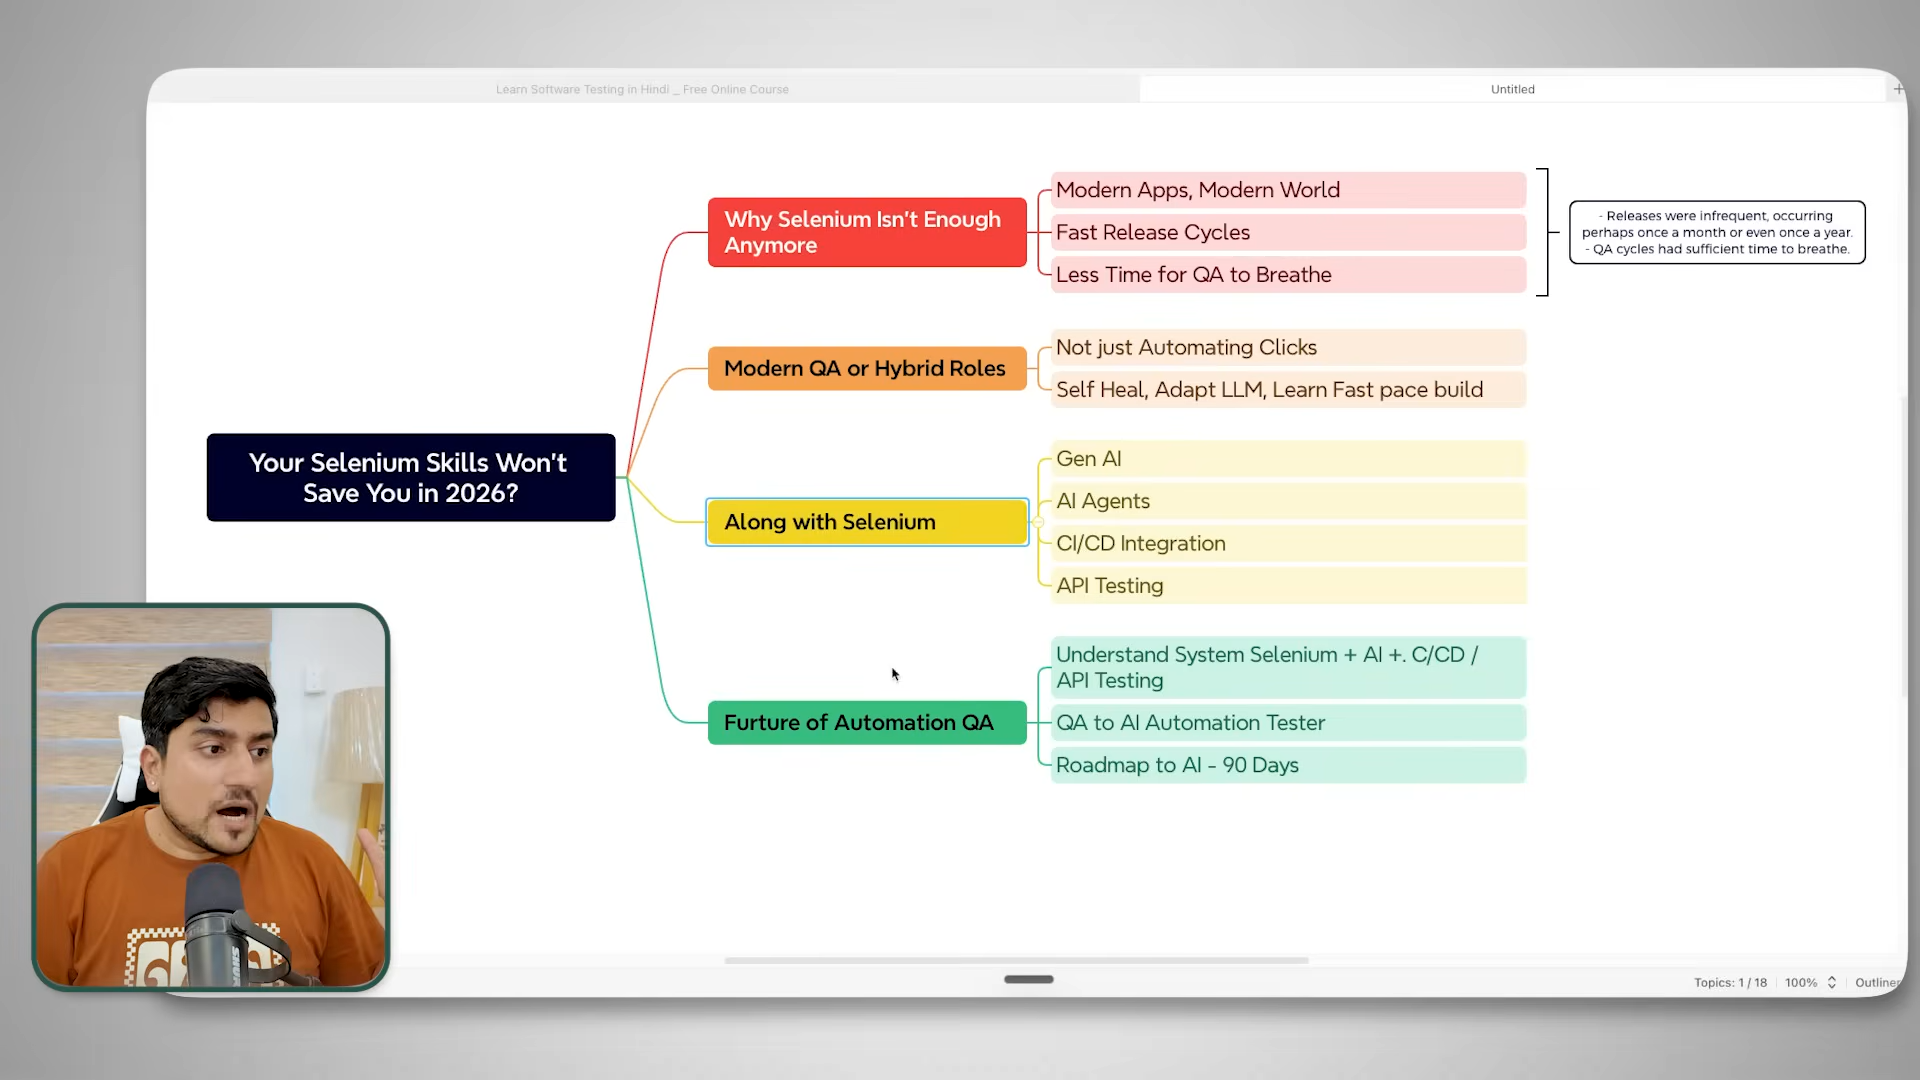 Learn Software Testing in Hindi _ Free Online Course
Untitled
+
Your Selenium Skills Won't
Save You in 2026?
Why Selenium Isn't Enough
Anymore
Modern Apps, Modern World
Fast Release Cycles
Less Time for QA to Breathe
- Releases were infrequent, occurring
perhaps once a month or even once a year.
- QA cycles had sufficient time to breathe.
Modern QA or Hybrid Roles
Not just Automating Clicks
Self Heal, Adapt LLM, Learn Fast pace build
Along with Selenium
Gen AI
AI Agents
CI/CD Integration
API Testing
Furture of Automation QA
Understand System Selenium + AI +. C/CD /
API Testing
QA to AI Automation Tester
Roadmap to AI - 90 Days
Topics: 1 / 18
100%
Outliner